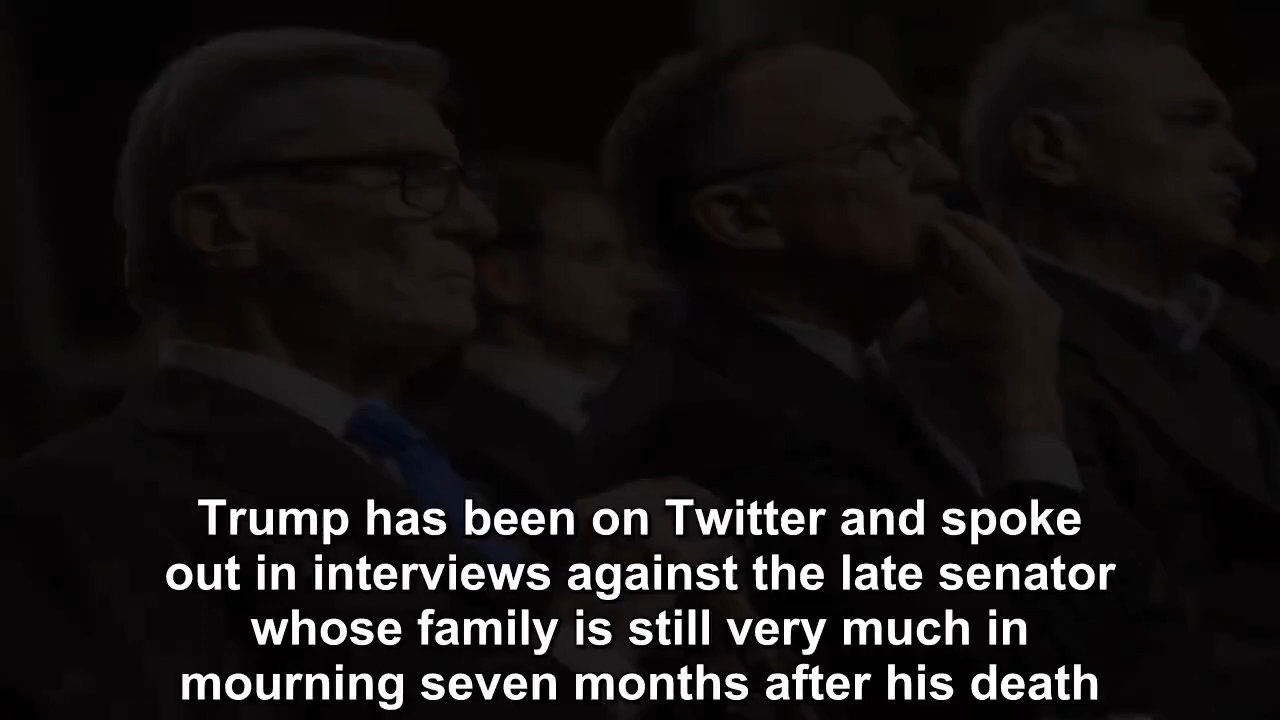 Trump has been on Twitter and spoke
out in interviews against the late senator
whose family is still very much in
mourning seven months after his death